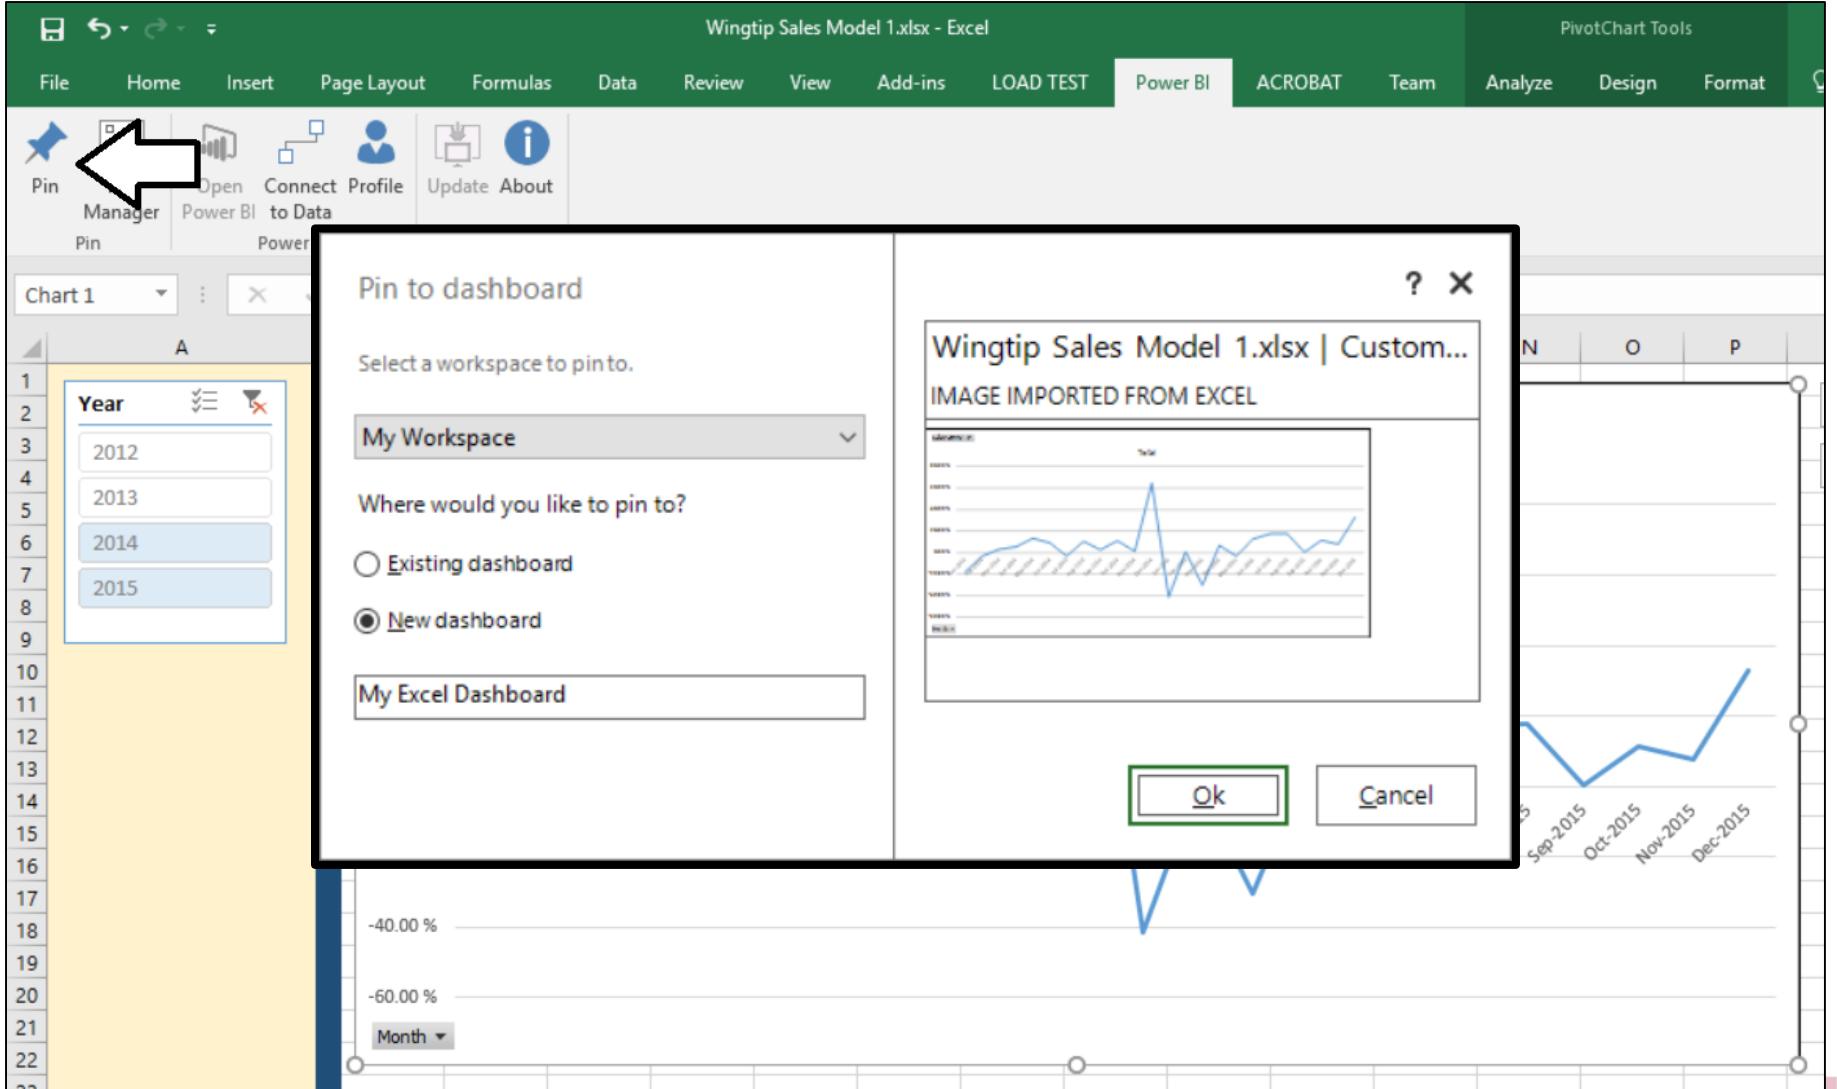 Wingtip Sales Model 1.xlsx - Excel
PivotChart Tools
File Home Insert Page Layout Formulas Data Review View Add-ins LOAD TEST Power BI ACROBAT Team Analyze Design Format
Pin
Manager
Open
Power BI
Connect
to Data
Profile
Update
About
Pin
Power
Chart 1
A N O P
1
2
3
4
5
6
7
8
9
10
11
12
13
14
15
16
17
18
19
20
21
22
Year
2012
2013
2014
2015
Pin to dashboard
Select a workspace to pin to.
My Workspace
Where would you like to pin to?
Existing dashboard
New dashboard
My Excel Dashboard
? 
Wingtip Sales Model 1.xlsx | Custom...
IMAGE IMPORTED FROM EXCEL
Total
Ok
Cancel
Sep-2015
Oct-2015
Nov-2015
Dec-2015
-40.00 %
-60.00 %
Month